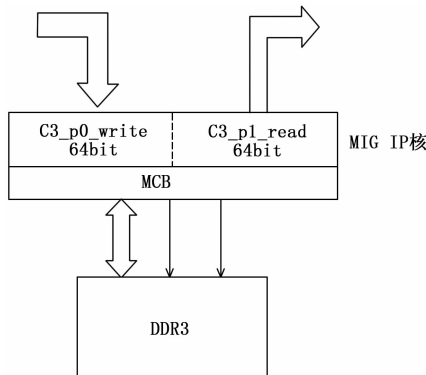 C3_p0_write
64bit
C3_p1_read
64bit
MIG IP核
MCB
DDR3